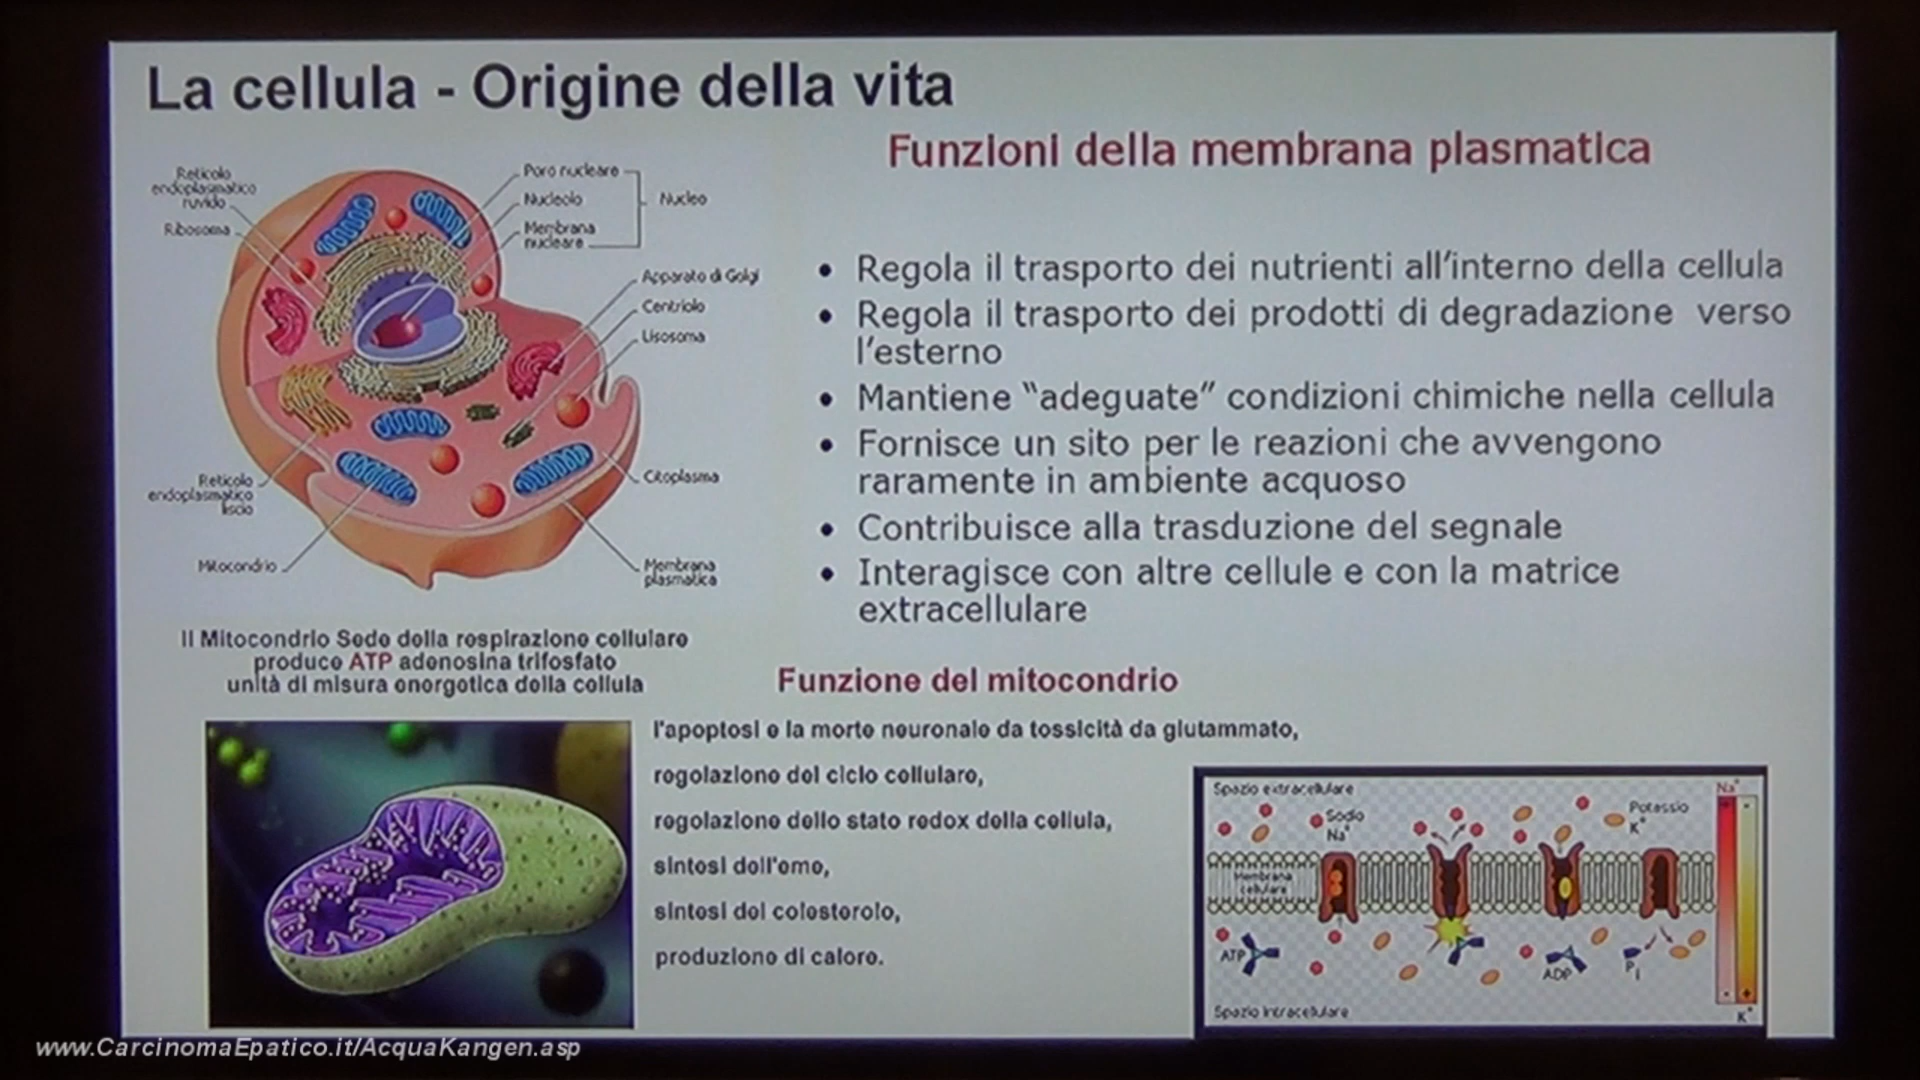 La cellula - Origine della vita
Funzioni della membrana plasmatica
Reticolo
endoplasmatico
ruvido
Ribosoma
Poro nucleare
Nucleolo
Membrana
nucleare
Nucleo
Apparato di Golgi
Centriolo
Lisosoma
Reticolo
endoplasmatico
liscio
Citoplasma
Mitocondrio
Membrana
plasmatica
• Regola il trasporto dei nutrienti all'interno della cellula
• Regola il trasporto dei prodotti di degradazione verso
l'esterno
• Mantiene "adeguate" condizioni chimiche nella cellula
• Fornisce un sito per le reazioni che avvengono
raramente in ambiente acquoso
• Contribuisce alla trasduzione del segnale
• Interagisce con altre cellule e con la matrice
extracellulare
Il Mitocondrio Sede della respirazione cellulare
produce ATP adenosina trifosfato
unità di misura energetica della cellula
Funzione del mitocondrio
l'apoptosi e la morte neuronale da tossicità da glutammato,
regolazione del ciclo cellulare,
regolazione dello stato redox della cellula,
sintesi dell'eme,
sintesi del colesterolo,
produzione di calore.
Spazio extracellulare
Sodio
Na+
Potassio
K+
Na+
Membrana
cellulare
ATP
ADP
Pi
Spazio intracellulare
K+
www.CarcinomaEpatico.it/AcquaKangen.asp